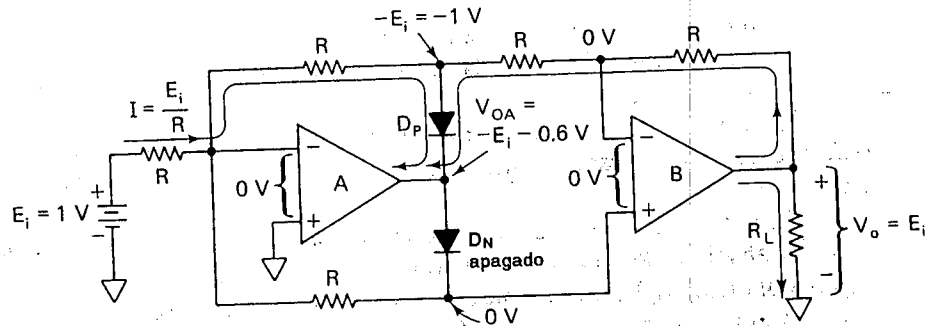 −Eᵢ = −1 V
R
R
0 V
R
I = Eᵢ/R
R
D_P
V_OA =
−Eᵢ − 0.6 V
−
0 V
A
+
−
0 V
B
+
+
Eᵢ = 1 V
−
D_N
apagado
R_L
+
V_o = Eᵢ
−
R
0 V